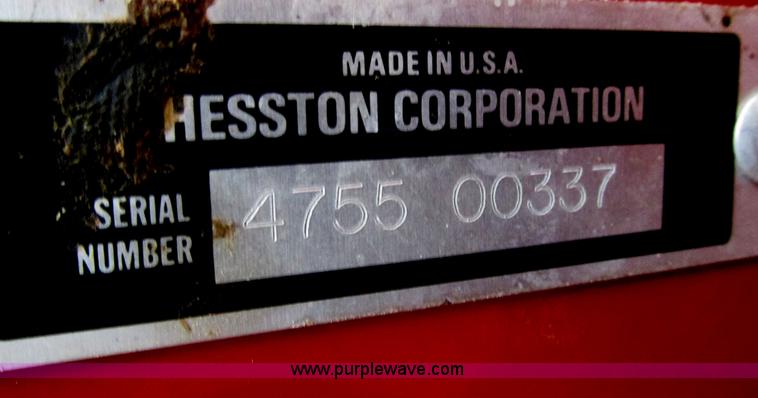 MADE IN U.S.A.
HESSTON CORPORATION
SERIAL NUMBER
4755 00337
www.purplewave.com